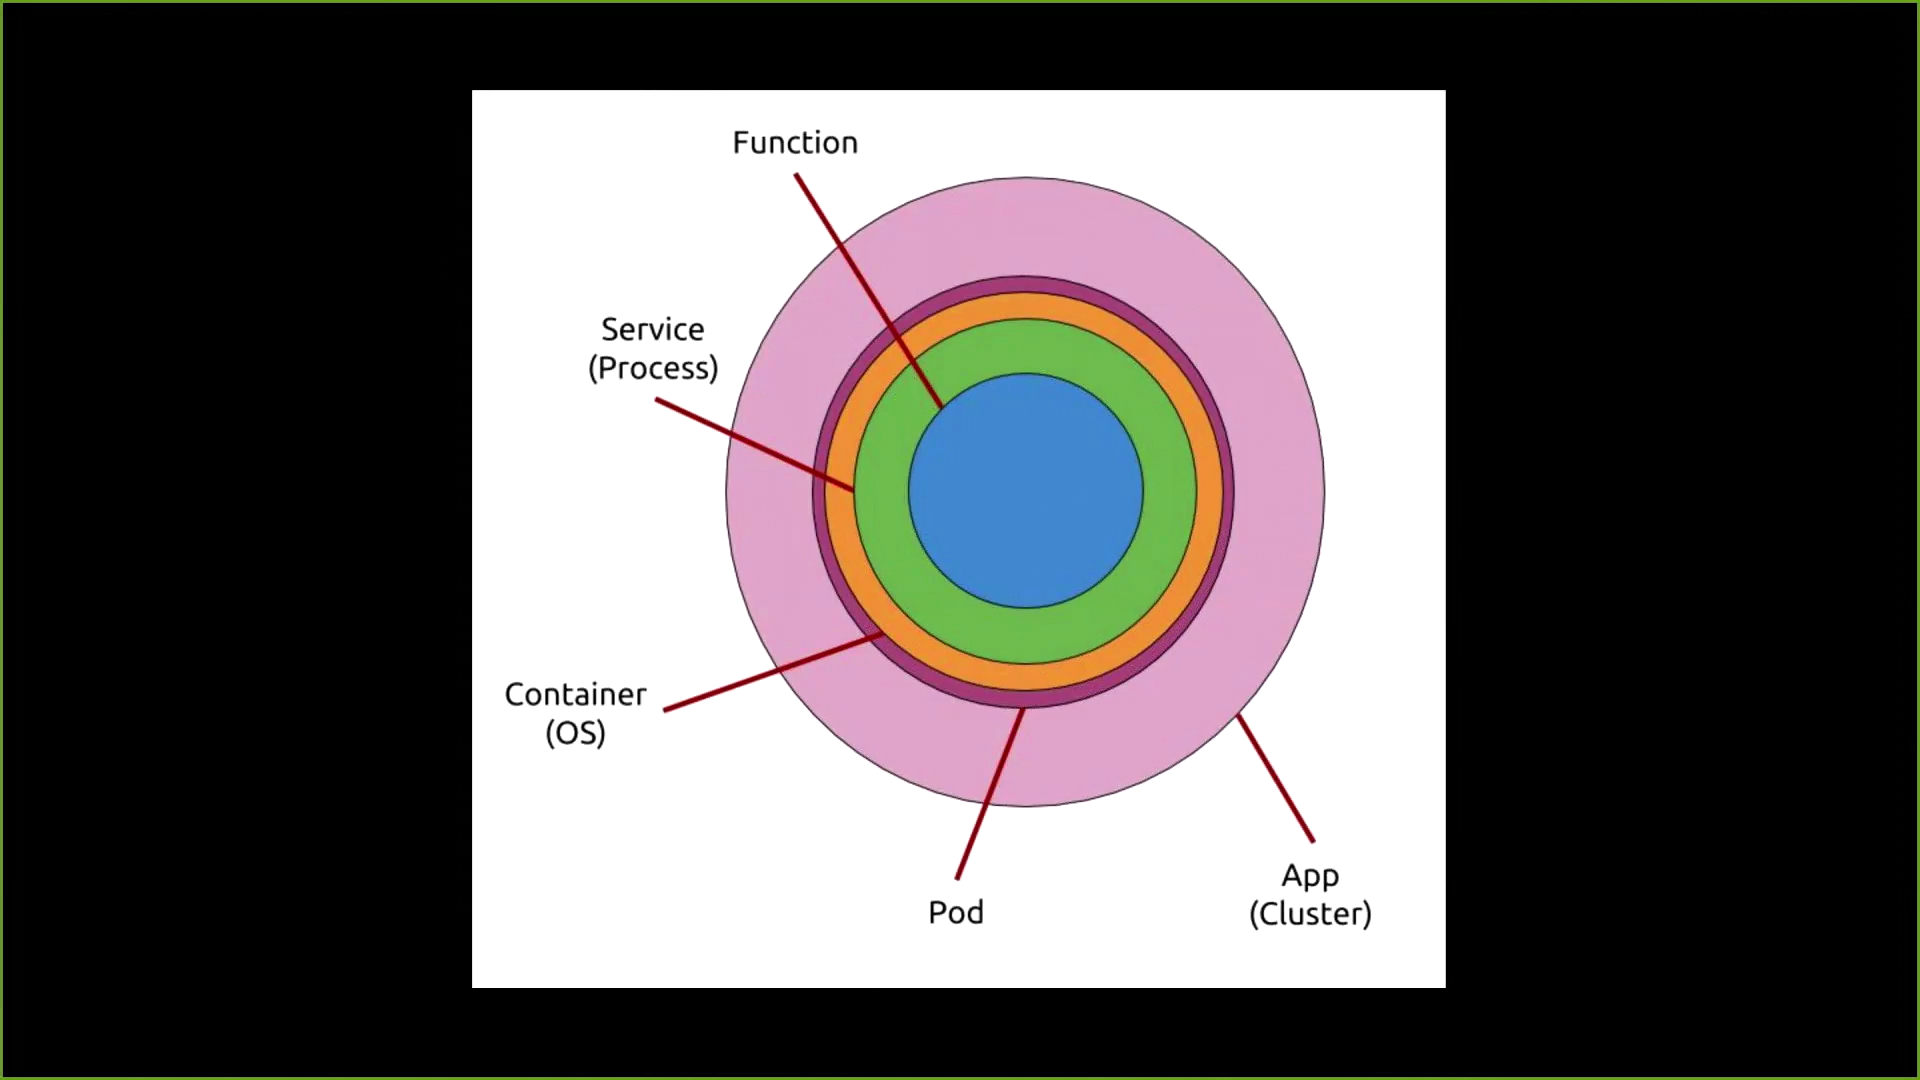 Function
Service
(Process)
Container
(OS)
Pod
App
(Cluster)